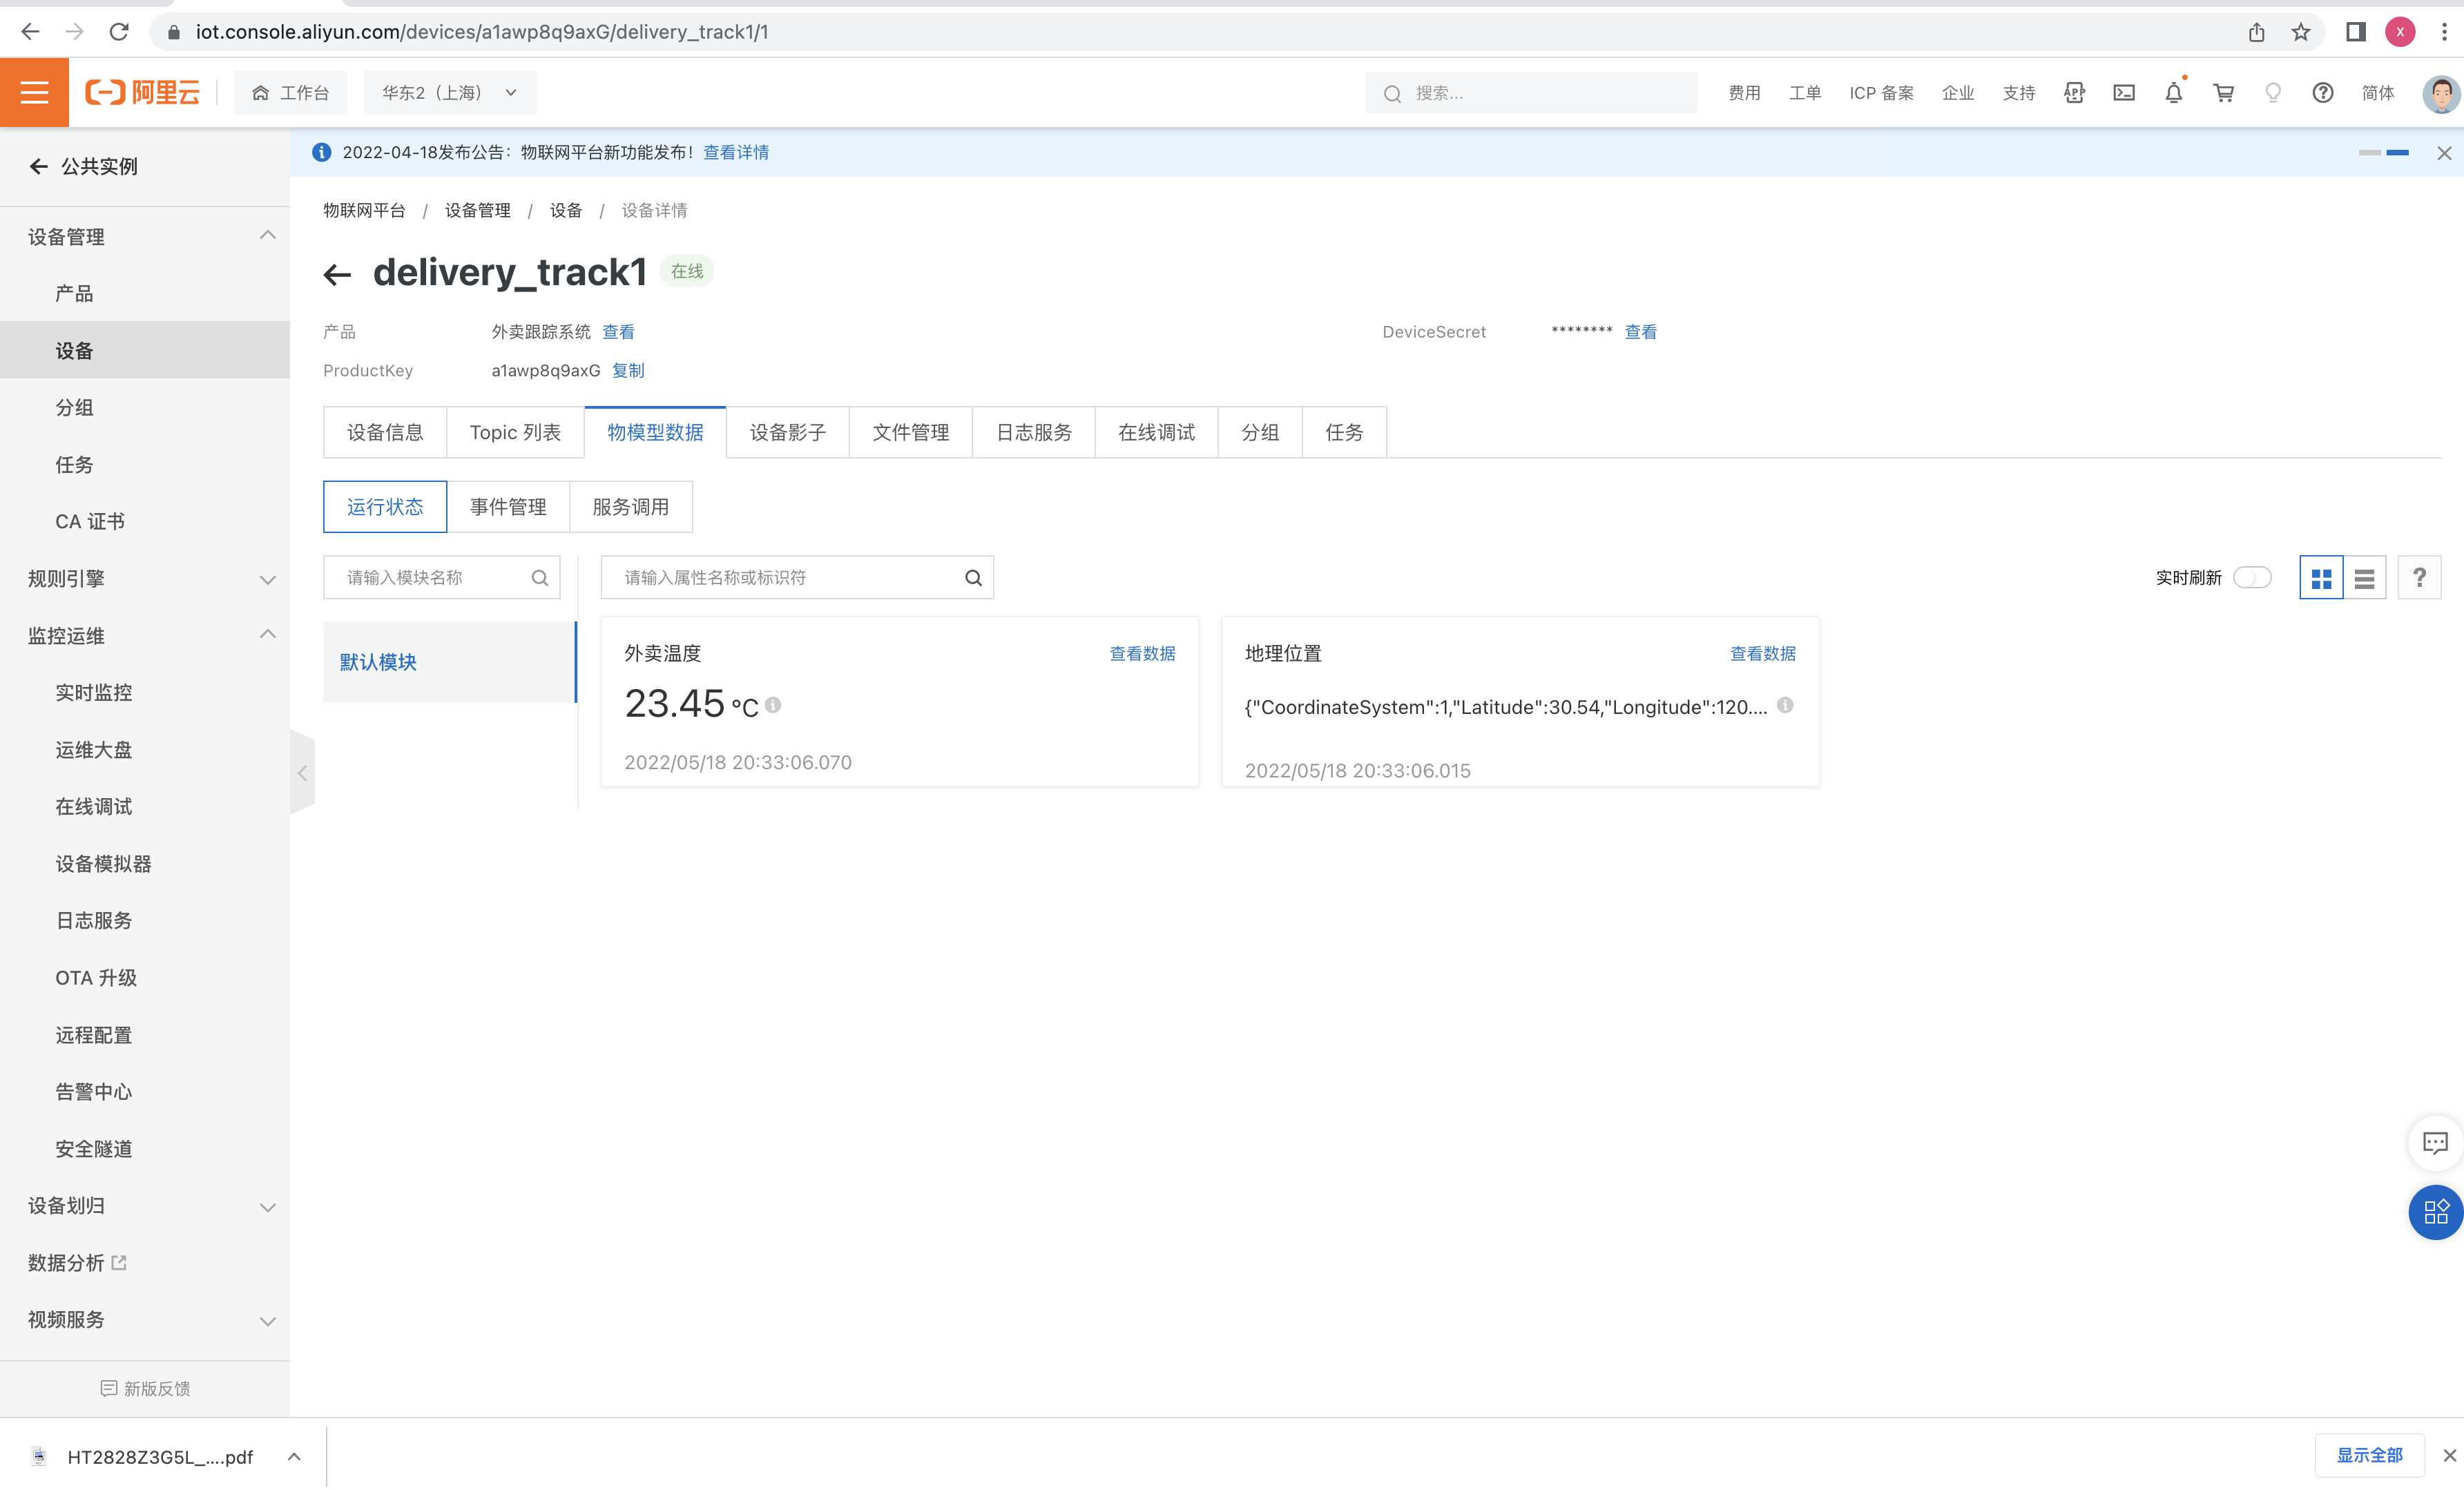 iot.console.aliyun.com/devices/a1awp8q9axG/delivery_track1/1
X
阿里云
工作台
华东2（上海）
搜索...
费用
工单
ICP 备案
企业
支持
APP
简体
公共实例
2022-04-18发布公告：物联网平台新功能发布！ 查看详情
物联网平台 / 设备管理 / 设备 / 设备详情
delivery_track1 在线
产品 外卖跟踪系统 查看
DeviceSecret ******** 查看
ProductKey a1awp8q9axG 复制
设备信息
Topic 列表
物模型数据
设备影子
文件管理
日志服务
在线调试
分组
任务
运行状态
事件管理
服务调用
请输入模块名称
请输入属性名称或标识符
实时刷新
?
默认模块
外卖温度 查看数据
23.45 °C
2022/05/18 20:33:06.070
地理位置 查看数据
{"CoordinateSystem":1,"Latitude":30.54,"Longitude":120....
2022/05/18 20:33:06.015
设备管理
产品
设备
分组
任务
CA 证书
规则引擎
监控运维
实时监控
运维大盘
在线调试
设备模拟器
日志服务
OTA 升级
远程配置
告警中心
安全隧道
设备划归
数据分析
视频服务
新版反馈
HT2828Z3G5L_....pdf
显示全部